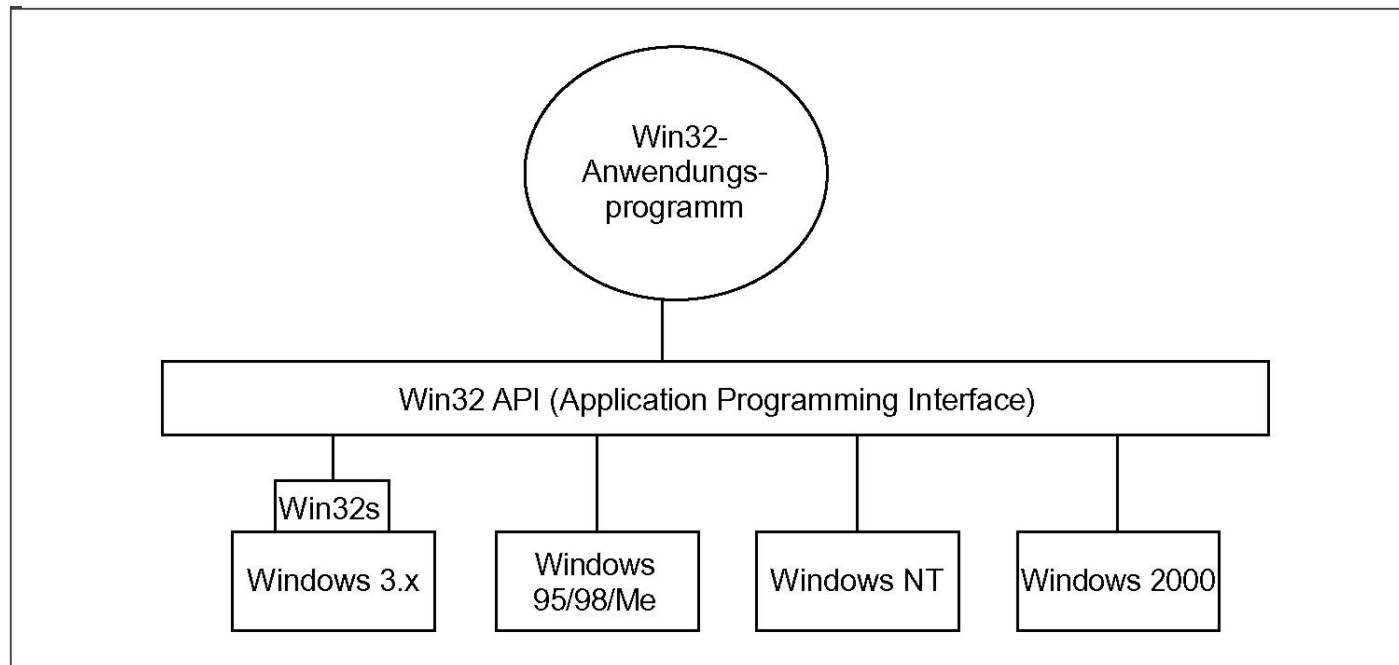 Win32-
Anwendungs-
programm
Win32 API (Application Programming Interface)
Win32s
Windows 3.x
Windows
95/98/Me
Windows NT
Windows 2000